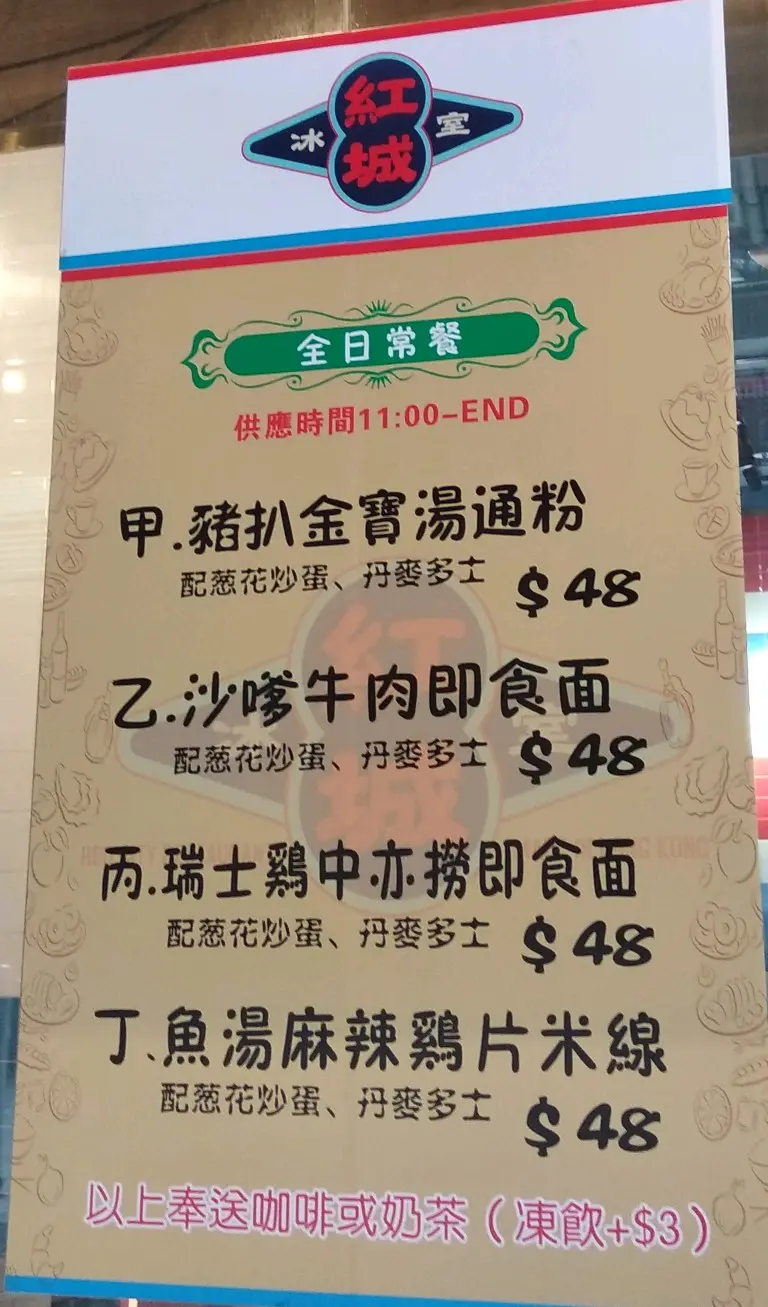 紅城
冰室
全日常餐
供應時間11:00-END
甲.豬扒金寶湯通粉
配葱花炒蛋、丹麥多士 $48
乙.沙嗲牛肉即食面
配葱花炒蛋、丹麥多士 $48
丙.瑞士鷄中亦撈即食面
配葱花炒蛋、丹麥多士 $48
丁、魚湯麻辣鷄片米線
配葱花炒蛋、丹麥多士 $48
以上奉送咖啡或奶茶（凍飲+$3）